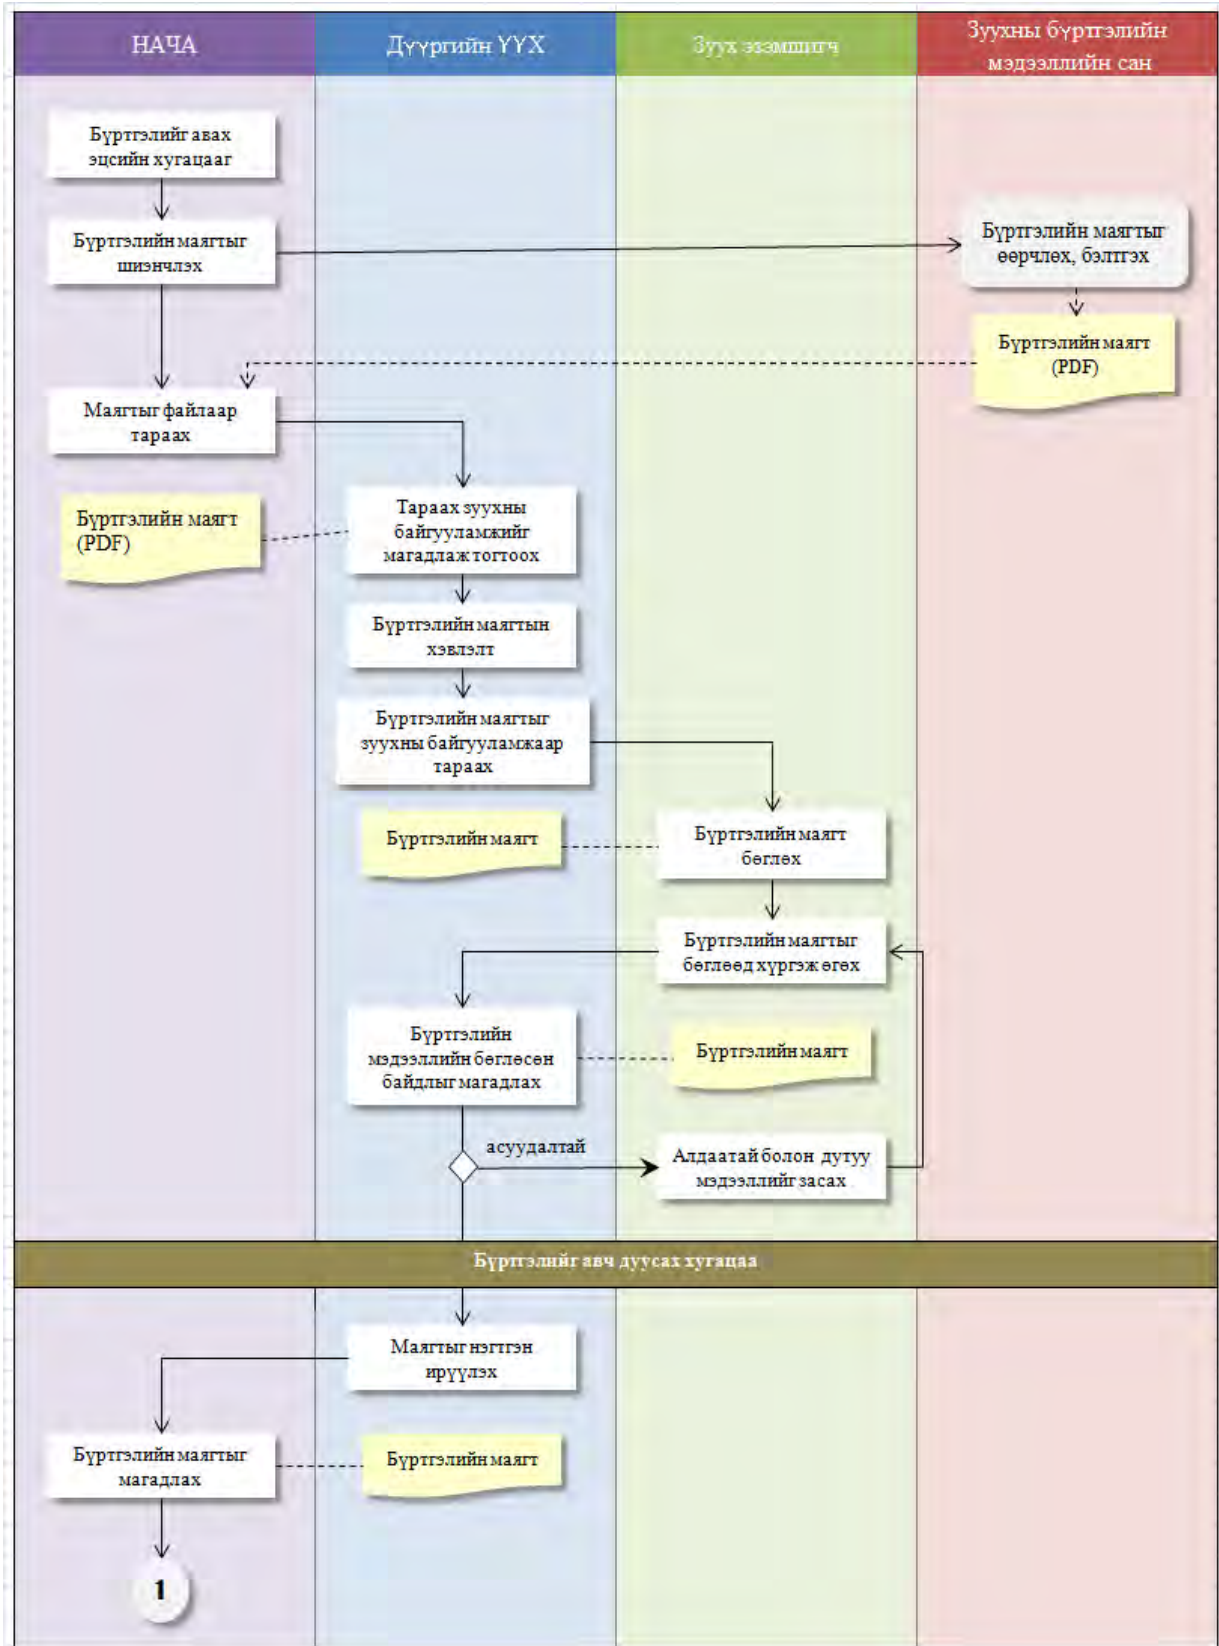 НАЧА
Дүүргийн ҮҮХ
Зуух эзэмшигч
Зуухны бүртгэлийн
мэдээллийн сан
Бүртгэлийг авах
эцсийн хугацааг
Бүртгэлийн маягтыг
шиэнчлэх
Бүртгэлийн маягтыг
өөрчлөх, бэлтгэх
Бүртгэлийн маягт
(PDF)
Маягтыг файлаар
тараах
Бүртгэлийн маягт
(PDF)
Тараах зуухны
байгууламжийг
магадлаж тогтоох
Бүртгэлийн маягтын
хэвлэлт
Бүртгэлийн маягтыг
зуухны байгууламжаар
тараах
Бүртгэлийн маягт
Бүртгэлийн маягт
бөглөх
Бүртгэлийн маягтыг
бөглөөд хүргэж өгөх
Бүртгэлийн
мэдээллийн бөглөсөн
байдлыг магадлах
Бүртгэлийн маягт
асуудалтай
Алдаатай болон дутуу
мэдээллийг засах
Бүртгэлийг авч дуусах хугацаа
Маягтыг нэгтгэн
ирүүлэх
Бүртгэлийн маягтыг
магадлах
Бүртгэлийн маягт
1